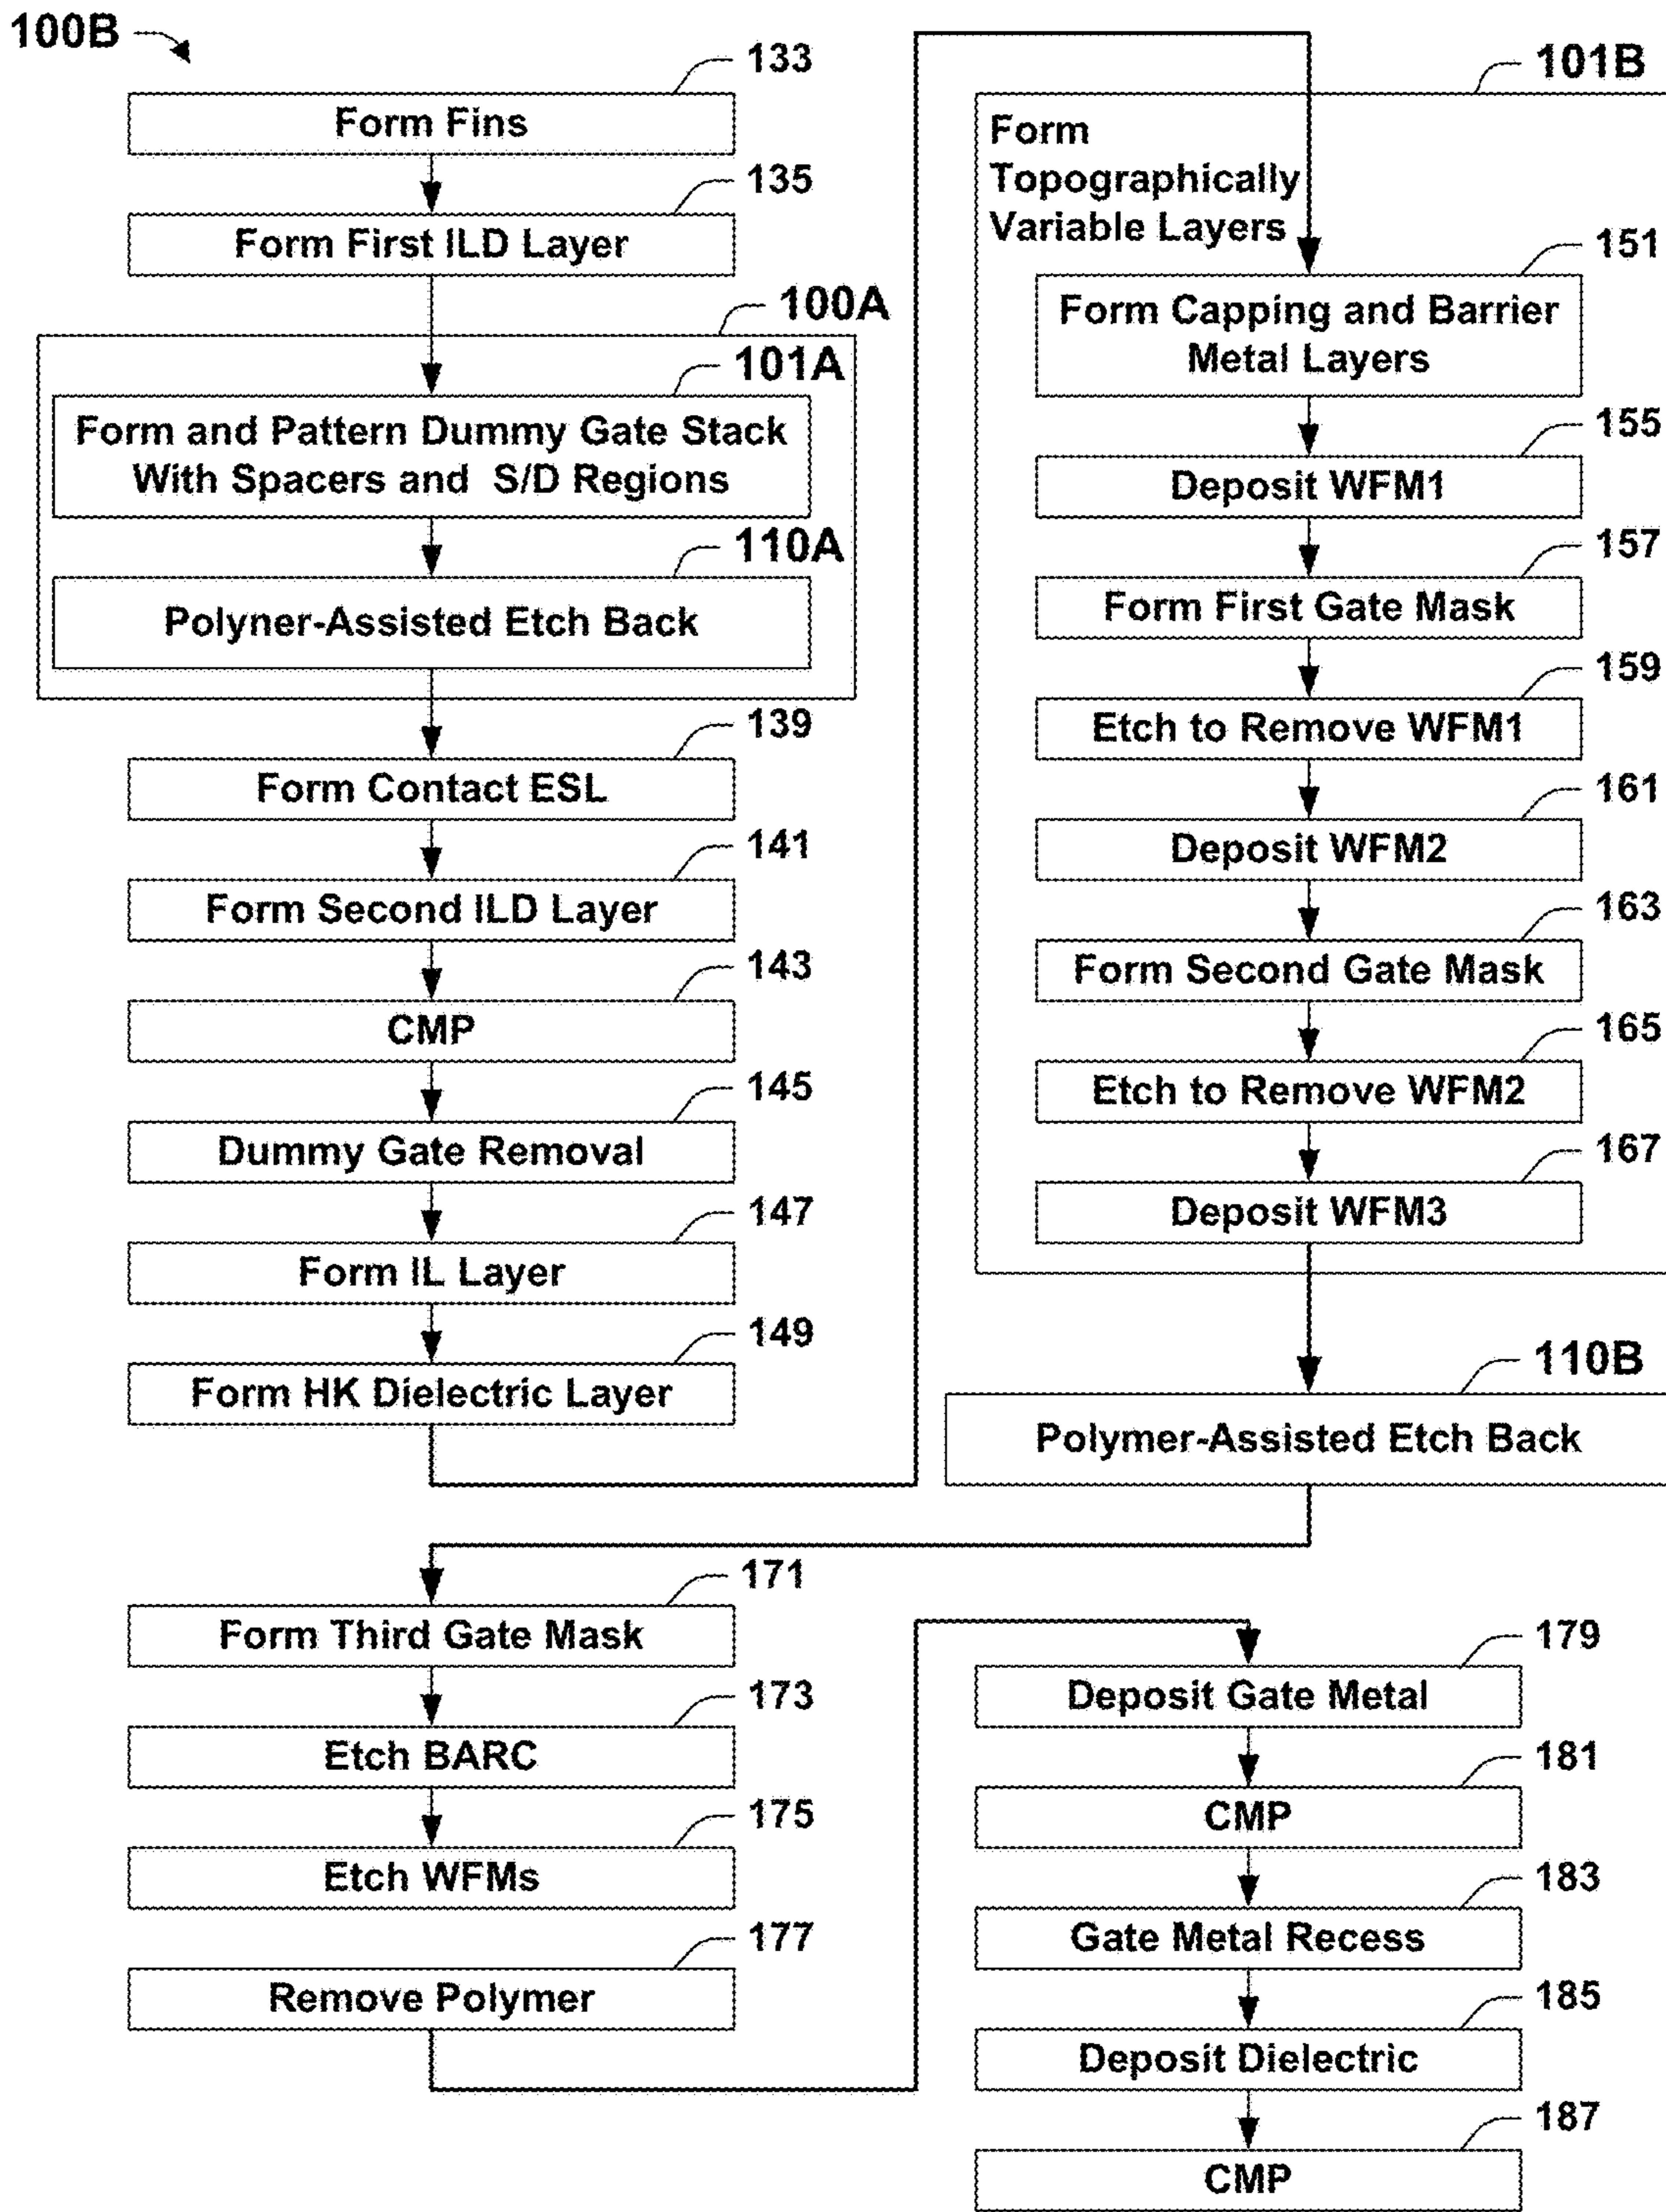 100B
133
Form Fins
135
Form First ILD Layer
100A
101A
Form and Pattern Dummy Gate Stack
With Spacers and S/D Regions
110A
Polyner-Assisted Etch Back
139
Form Contact ESL
141
Form Second ILD Layer
143
CMP
145
Dummy Gate Removal
147
Form IL Layer
149
Form HK Dielectric Layer
101B
Form
Topographically
Variable Layers
151
Form Capping and Barrier
Metal Layers
155
Deposit WFM1
157
Form First Gate Mask
159
Etch to Remove WFM1
161
Deposit WFM2
163
Form Second Gate Mask
165
Etch to Remove WFM2
167
Deposit WFM3
110B
Polymer-Assisted Etch Back
171
Form Third Gate Mask
173
Etch BARC
175
Etch WFMs
177
Remove Polymer
179
Deposit Gate Metal
181
CMP
183
Gate Metal Recess
185
Deposit Dielectric
187
CMP